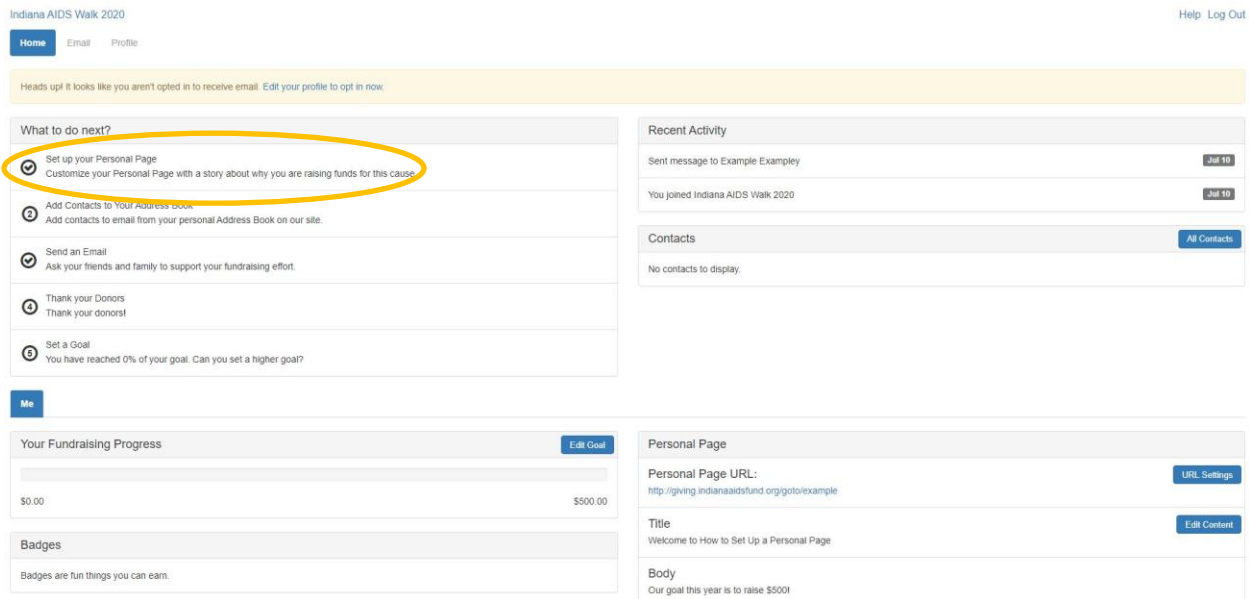 Indiana AIDS Walk 2020
Help Log Out
Home Email Profile
Heads up! It looks like you aren't opted in to receive email. Edit your profile to opt in now.
What to do next?
Set up your Personal Page
Customize your Personal Page with a story about why you are raising funds for this cause
2 Add Contacts to Your Address Book
Add contacts to email from your personal Address Book on our site.
Send an Email
Ask your friends and family to support your fundraising effort.
4 Thank your Donors
Thank your donors!
5 Set a Goal
You have reached 0% of your goal. Can you set a higher goal?
Recent Activity
Sent message to Example Exampley Jul 10
You joined Indiana AIDS Walk 2020 Jul 10
Contacts All Contacts
No contacts to display.
Me
Your Fundraising Progress Edit Goal
$0.00 $500.00
Badges
Badges are fun things you can earn.
Personal Page
Personal Page URL: URL Settings
http://giving.indianaaidsfund.org/goto/example
Title Edit Content
Welcome to How to Set Up a Personal Page
Body
Our goal this year is to raise $500!